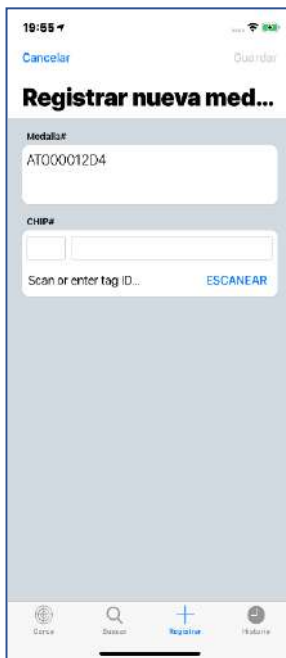 19:55
Cancelar Guardar
Registrar nueva med...
Medalla#
AT000012D4
CHIP#
Scan or enter tag ID... ESCANEAR
Cerca Buscar Registrar Historia